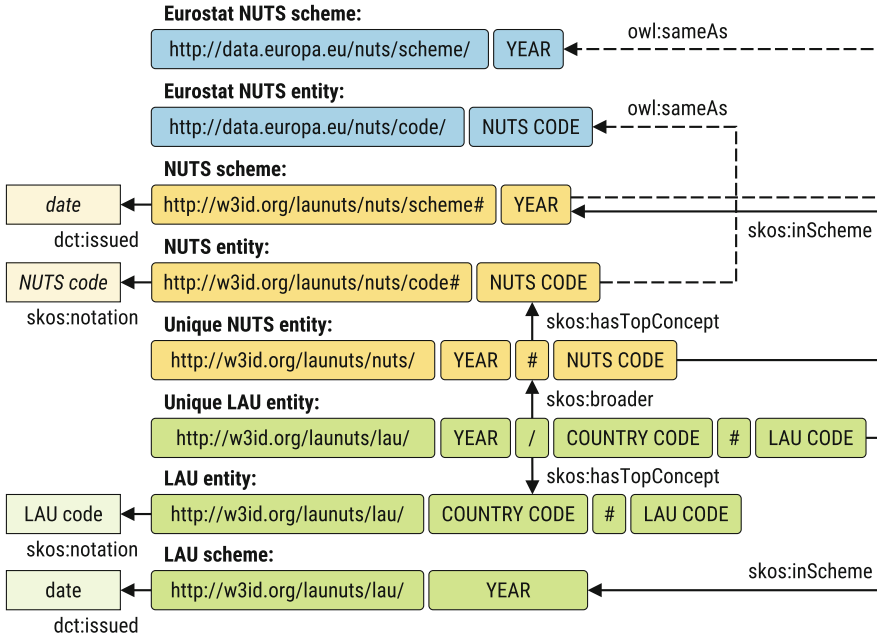 Eurostat NUTS scheme:
owl:sameAs
http://data.europa.eu/nuts/scheme/ YEAR
Eurostat NUTS entity:
owl:sameAs
http://data.europa.eu/nuts/code/ NUTS CODE
NUTS scheme:
date http://w3id.org/launuts/nuts/scheme# YEAR
dct:issued
skos:inScheme
NUTS entity:
NUTS code http://w3id.org/launuts/nuts/code# NUTS CODE
skos:notation
skos:hasTopConcept
Unique NUTS entity:
http://w3id.org/launuts/nuts/ YEAR # NUTS CODE
skos:broader
Unique LAU entity:
http://w3id.org/launuts/lau/ YEAR / COUNTRY CODE # LAU CODE
skos:hasTopConcept
LAU entity:
LAU code http://w3id.org/launuts/lau/ COUNTRY CODE # LAU CODE
skos:notation
LAU scheme:
skos:inScheme
date http://w3id.org/launuts/lau/ YEAR
dct:issued